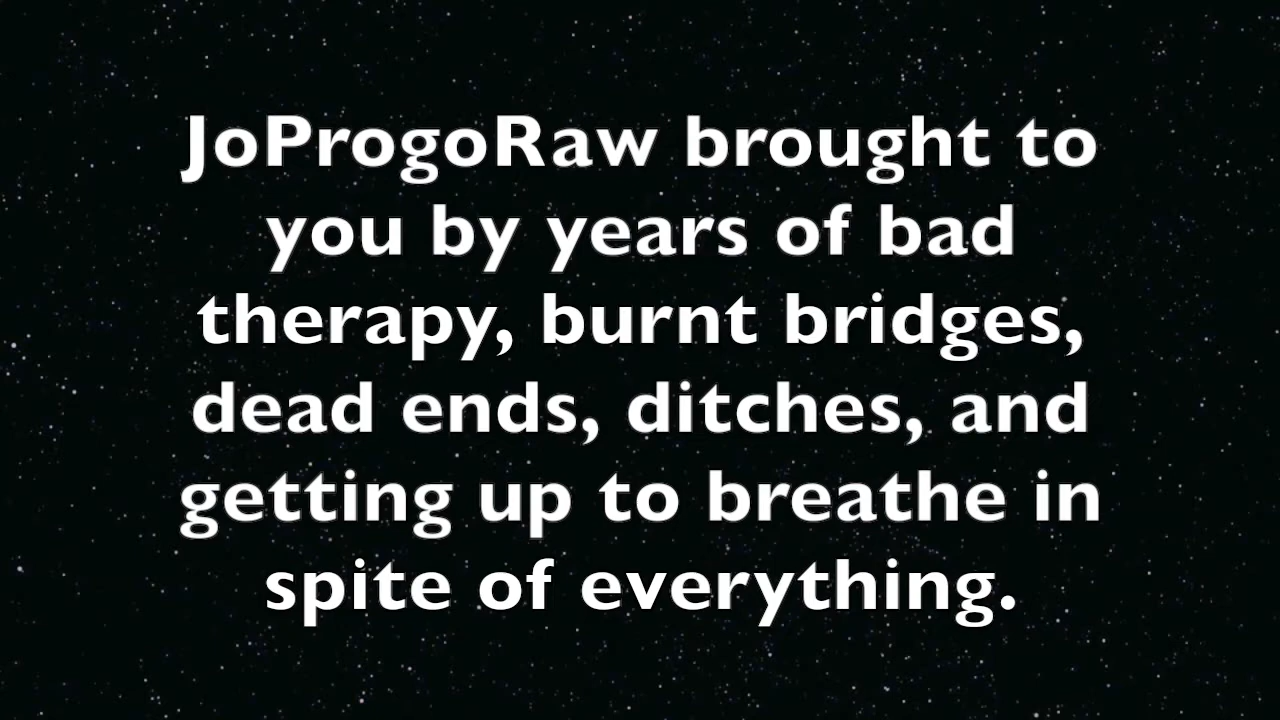 JoProgoRaw brought to
you by years of bad
therapy, burnt bridges,
dead ends, ditches, and
getting up to breathe in
spite of everything.